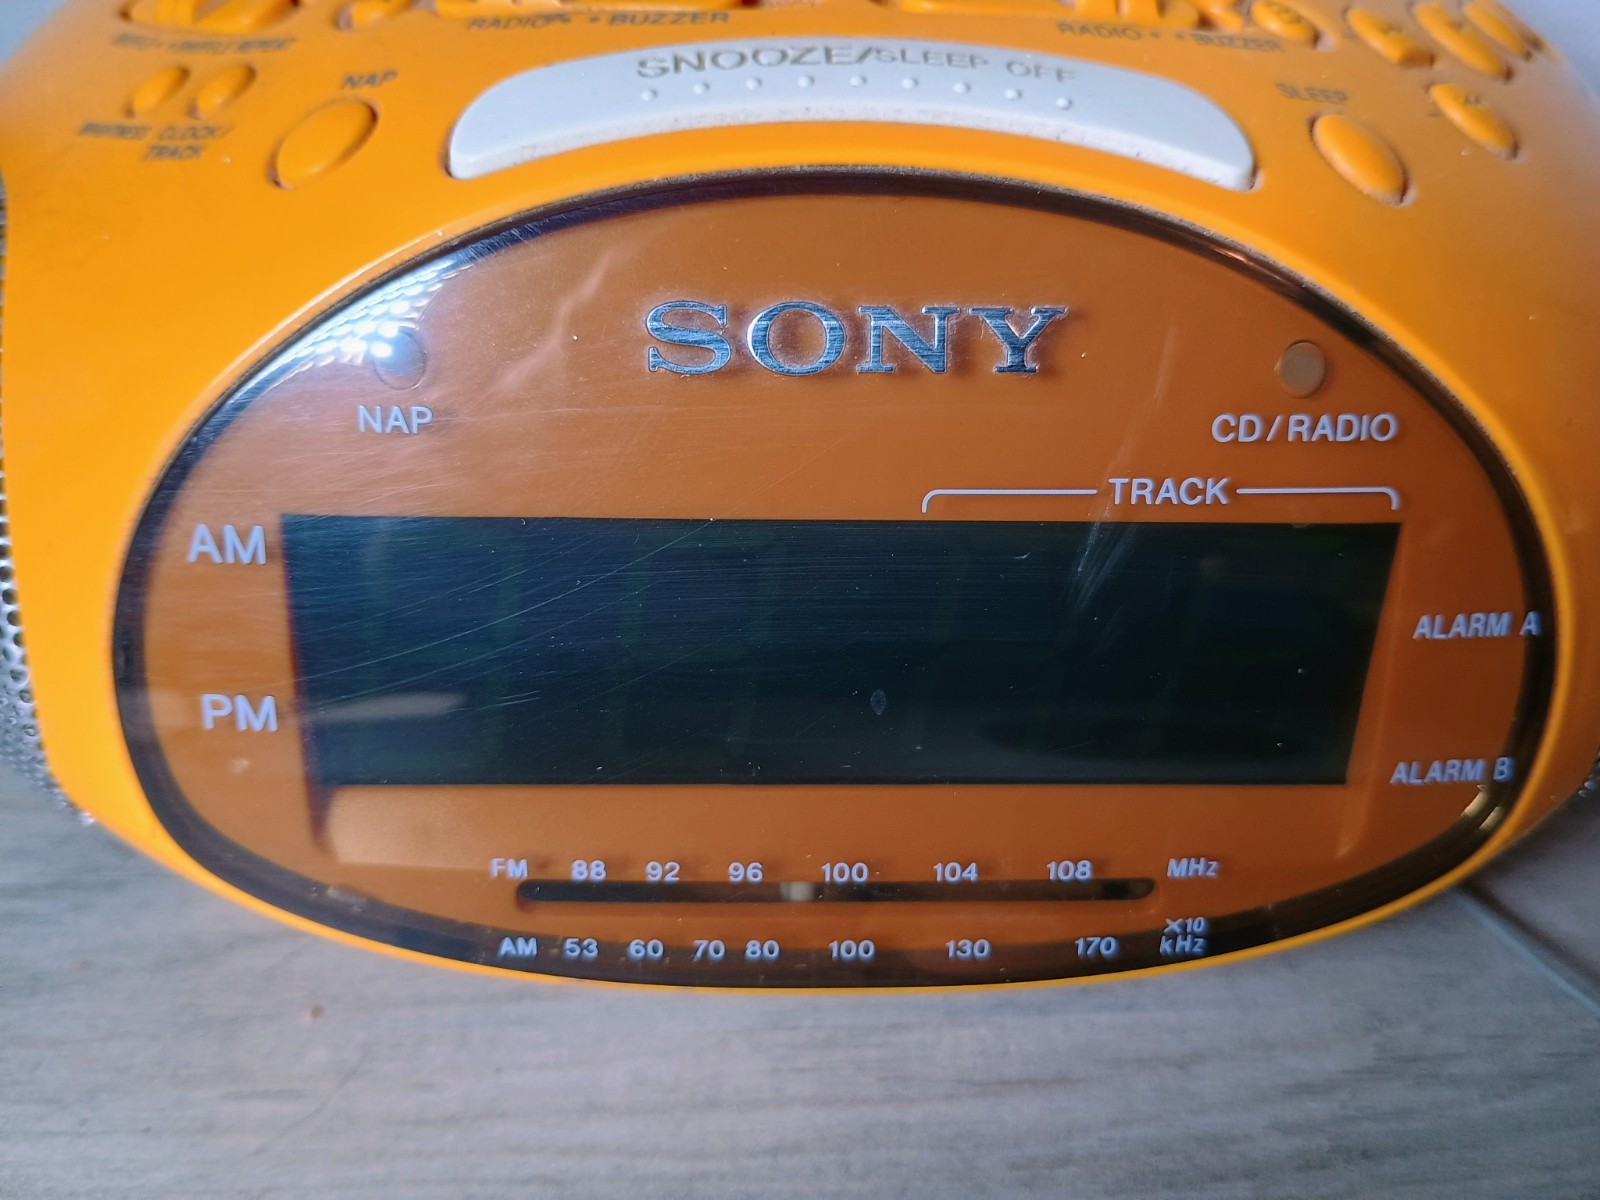 RADIO • BUZZER
RADIO • • BUZZER
SNOOZE/SLEEP OFF
NAP
SLEEP
CLOCK/
TRACK
SONY
NAP
CD/RADIO
TRACK
AM
ALARM A
PM
ALARM B
FM 88 92 96 100 104 108 MHz
AM 53 60 70 80 100 130 170 X10 kHz